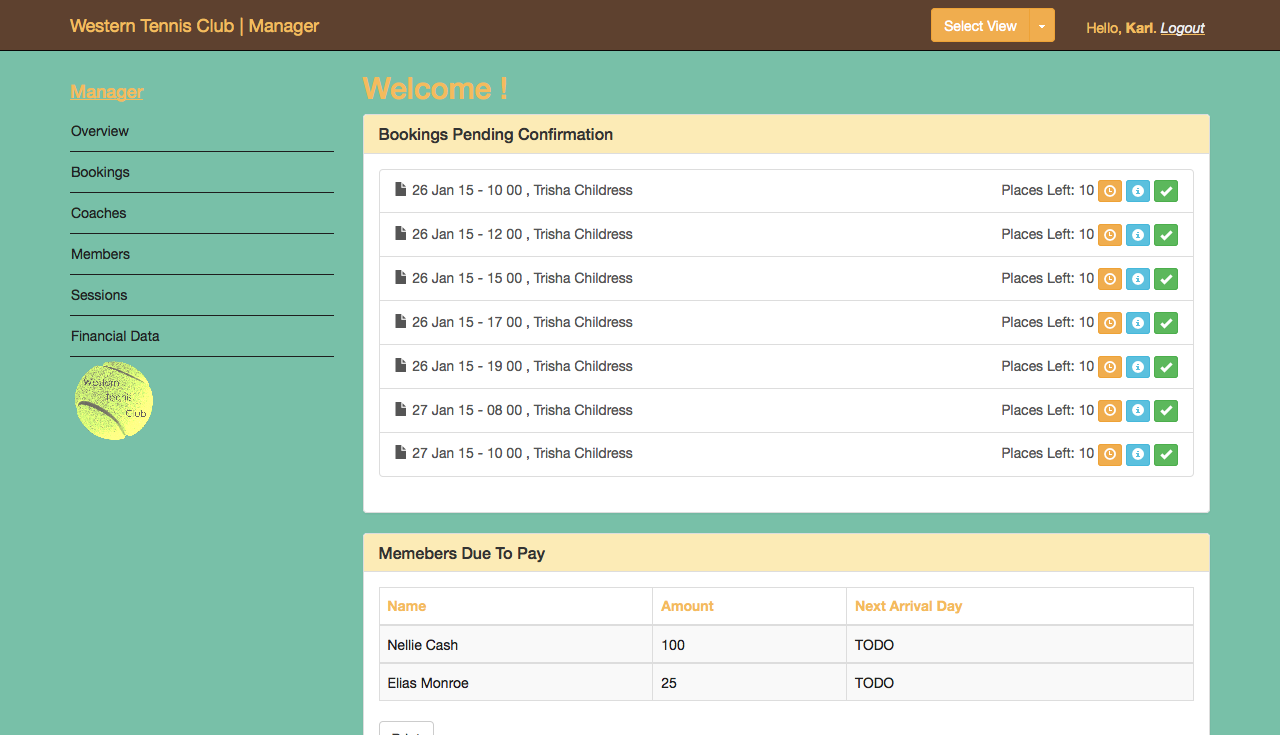 Western Tennis Club | Manager
Select View
Hello, Karl. Logout
Manager
Overview
Bookings
Coaches
Members
Sessions
Financial Data
Western
Tennis
Club
Welcome !
Bookings Pending Confirmation
26 Jan 15 - 10 00 , Trisha Childress Places Left: 10
26 Jan 15 - 12 00 , Trisha Childress Places Left: 10
26 Jan 15 - 15 00 , Trisha Childress Places Left: 10
26 Jan 15 - 17 00 , Trisha Childress Places Left: 10
26 Jan 15 - 19 00 , Trisha Childress Places Left: 10
27 Jan 15 - 08 00 , Trisha Childress Places Left: 10
27 Jan 15 - 10 00 , Trisha Childress Places Left: 10
Memebers Due To Pay
Name Amount Next Arrival Day
Nellie Cash 100 TODO
Elias Monroe 25 TODO